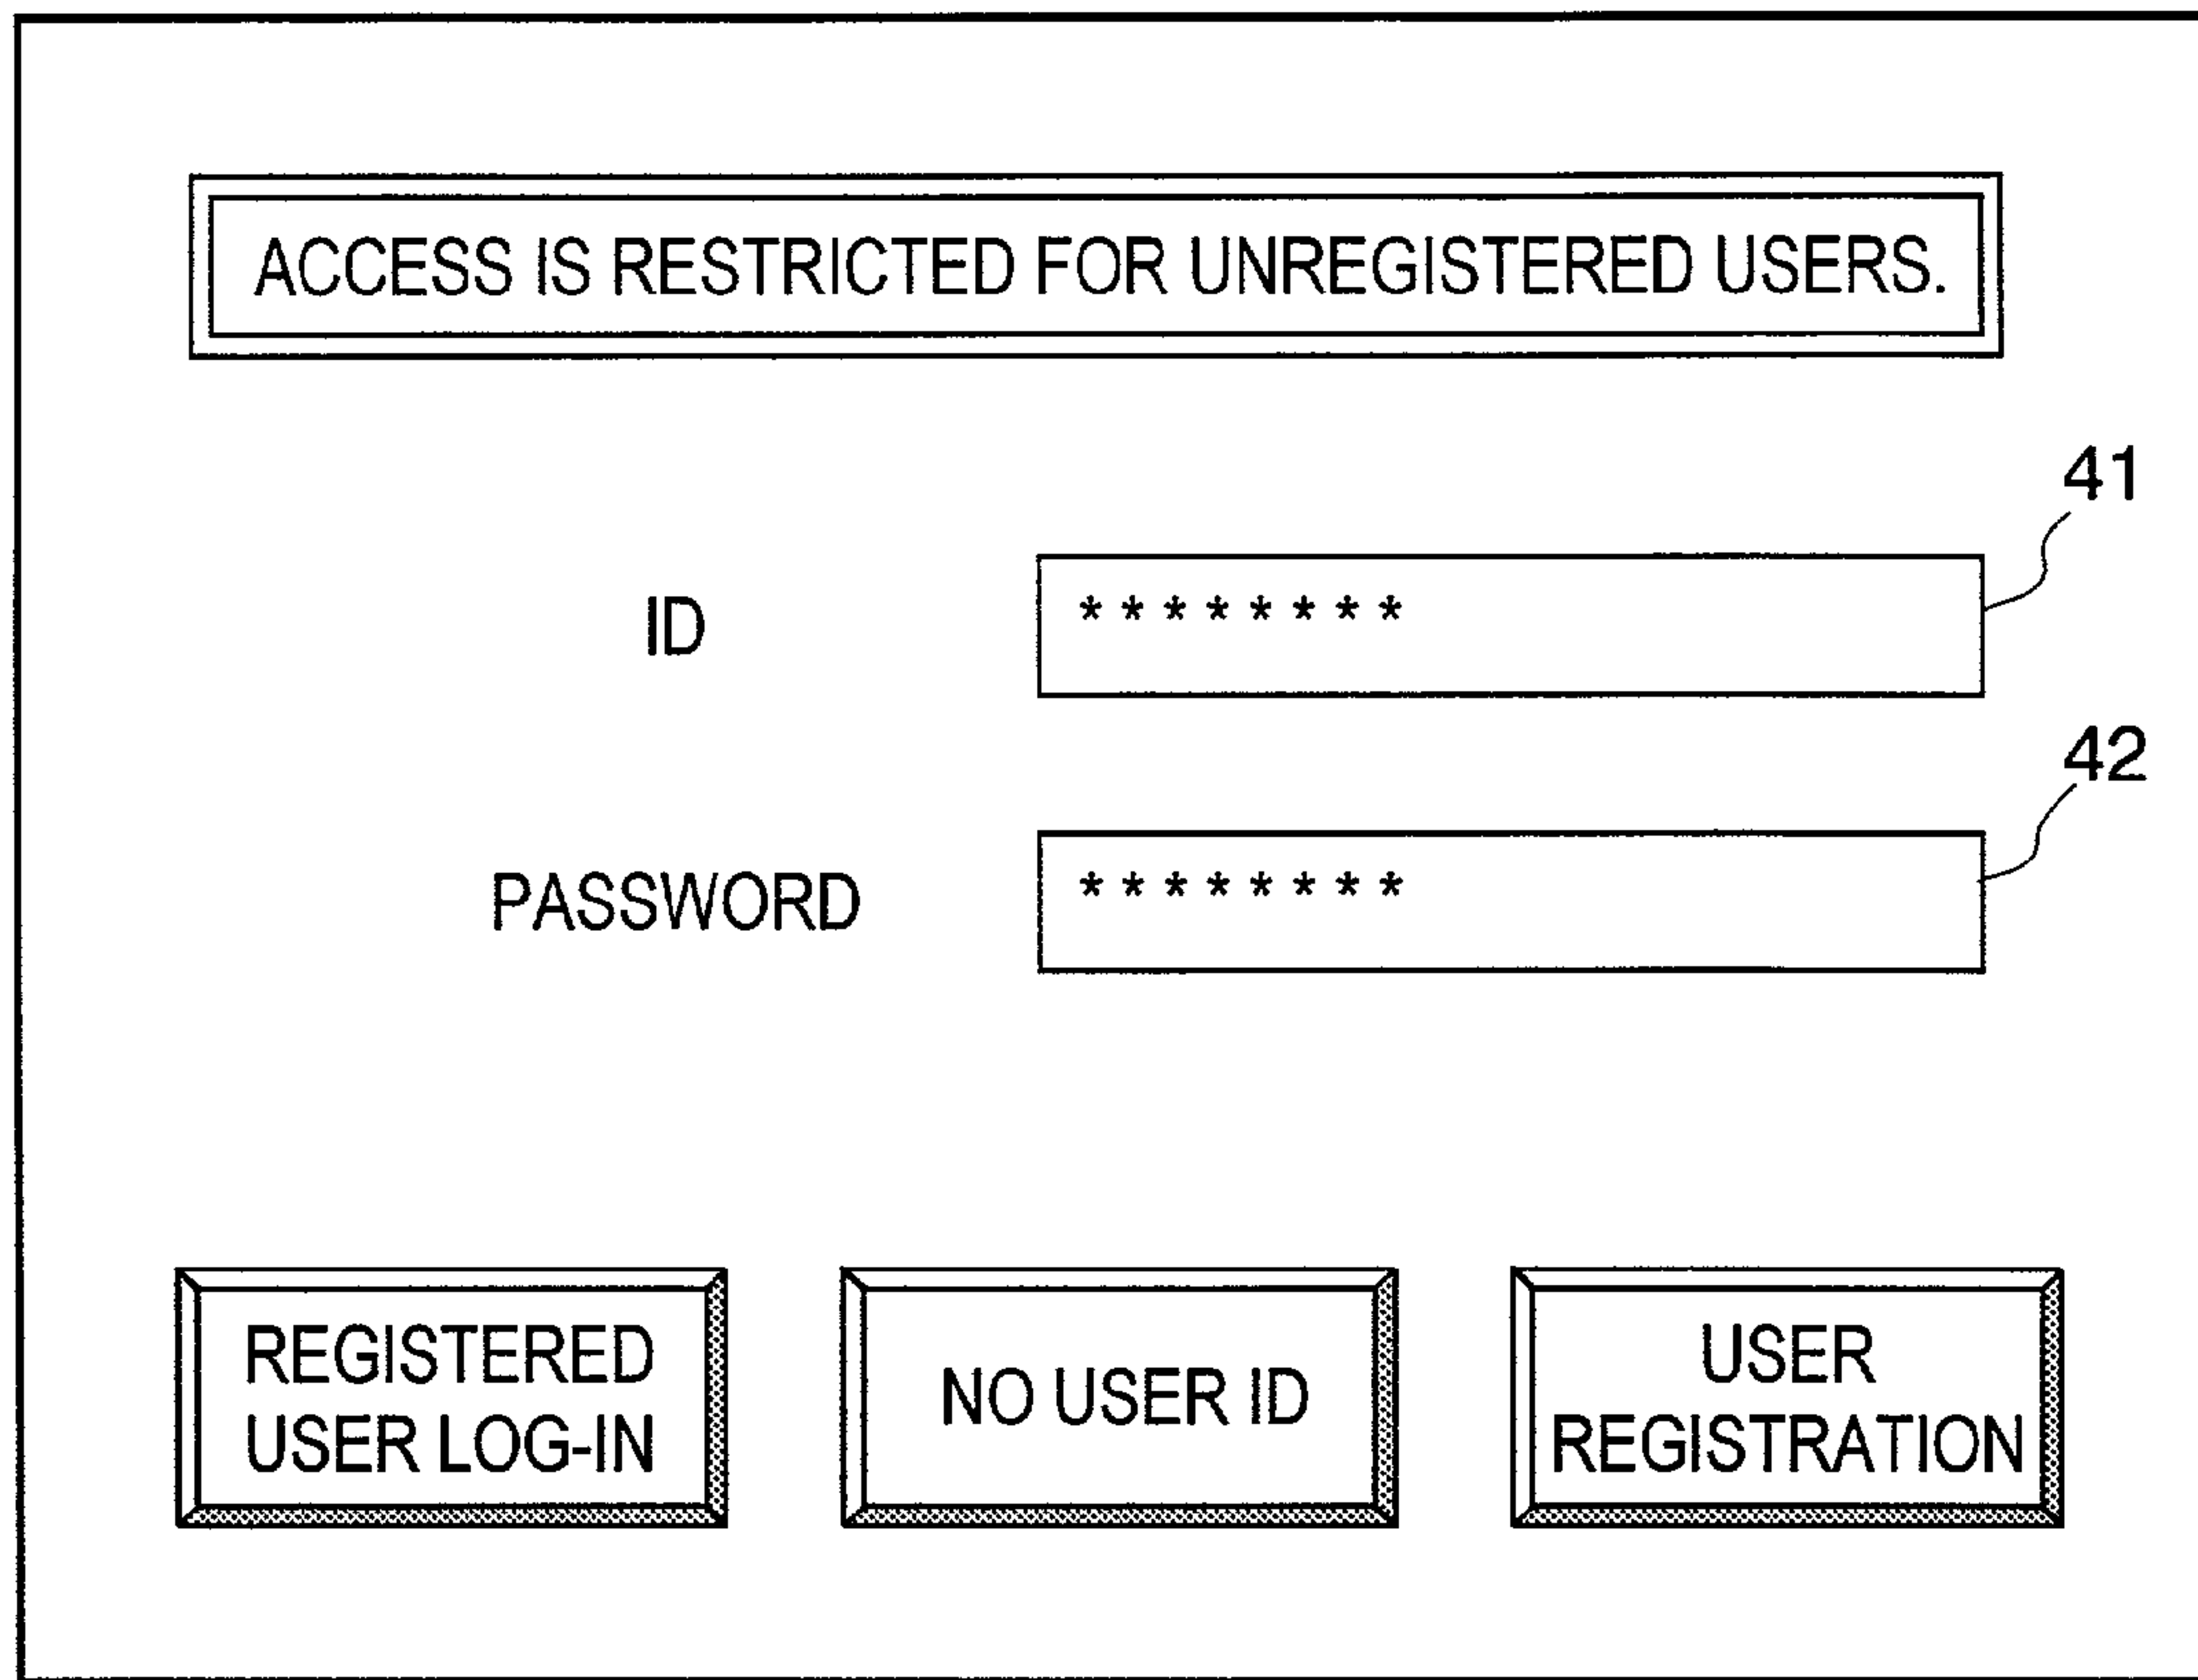 ACCESS IS RESTRICTED FOR UNREGISTERED USERS.
41
ID
* * * * * * * *
42
PASSWORD
* * * * * * * *
REGISTERED
USER LOG-IN
NO USER ID
USER
REGISTRATION